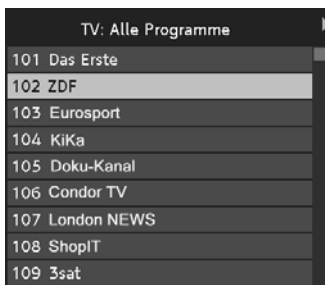 TV: Alle Programme
101 Das Erste
102 ZDF
103 Eurosport
104 KiKa
105 Doku-Kanal
106 Condor TV
107 London NEWS
108 ShopIT
109 3sat